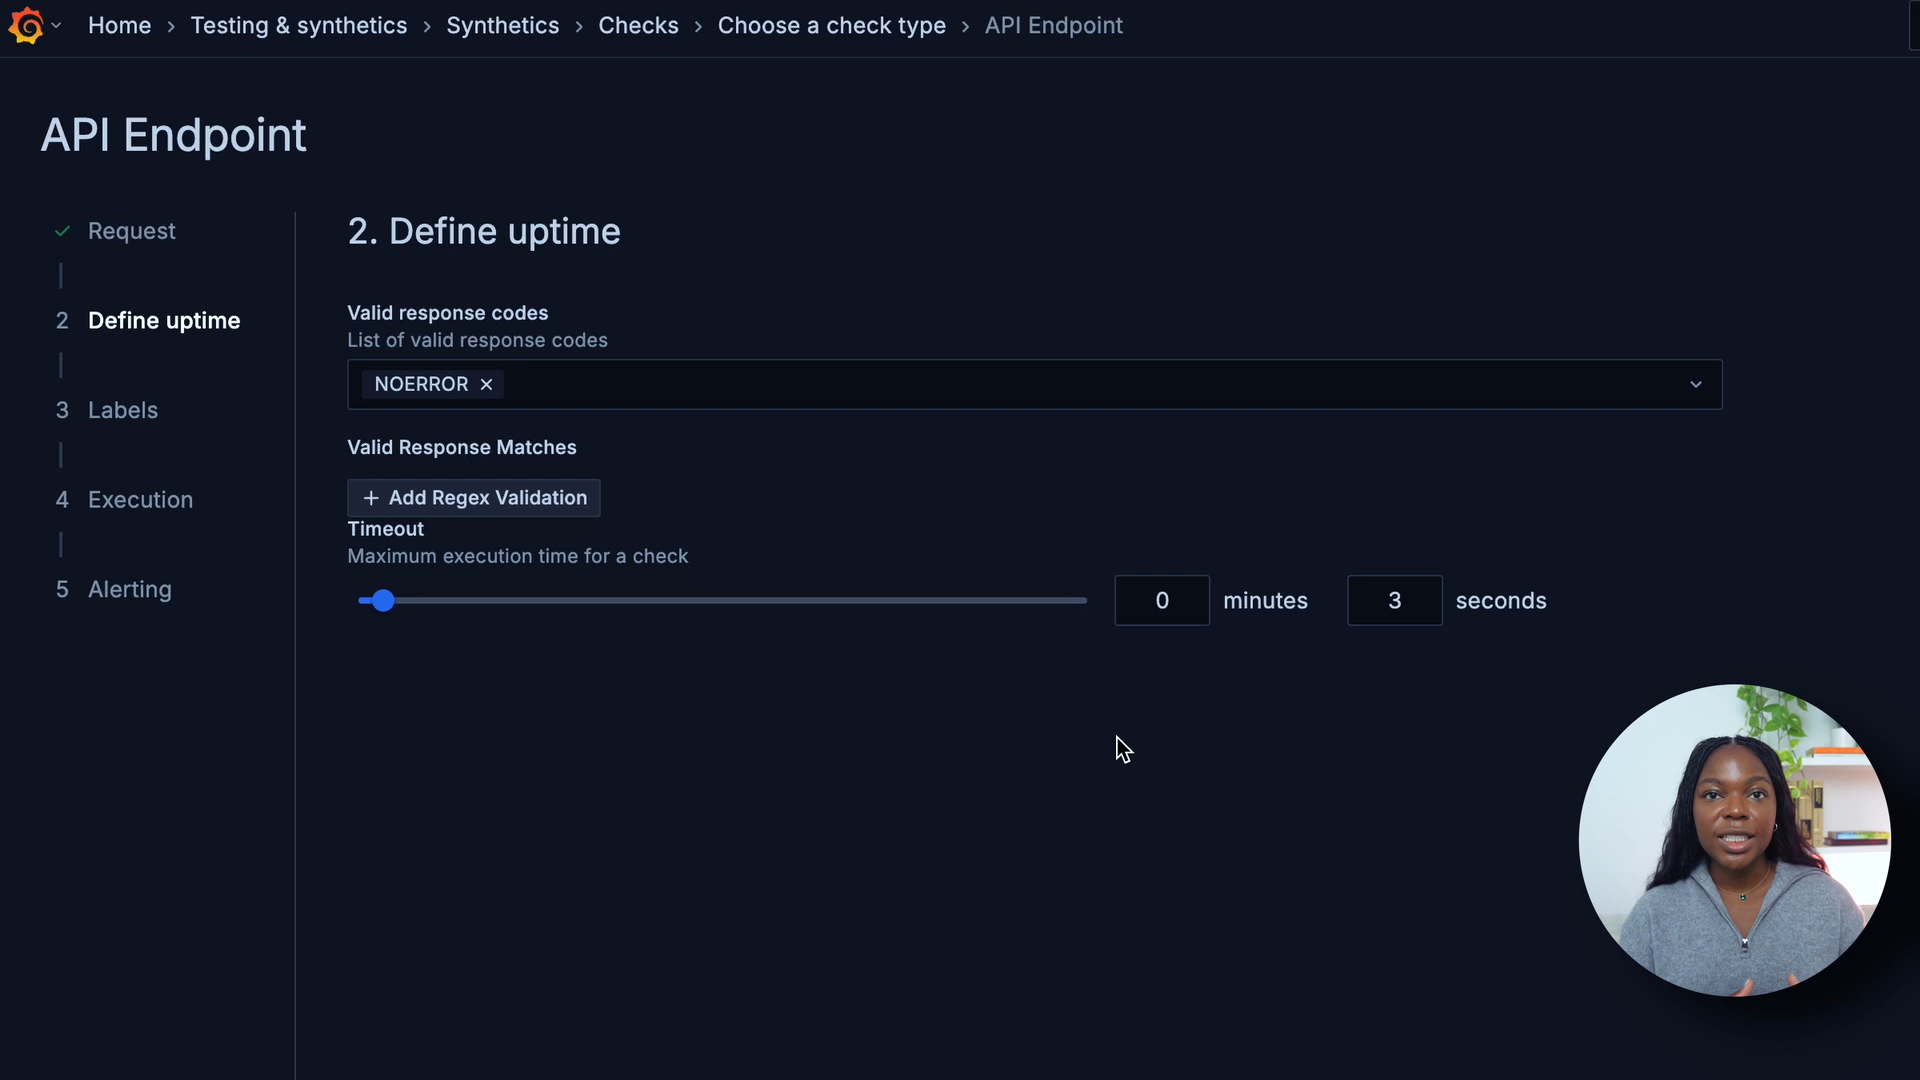 Home › Testing & synthetics › Synthetics › Checks › Choose a check type › API Endpoint
API Endpoint
Request
2 Define uptime
3 Labels
4 Execution
5 Alerting
2. Define uptime
Valid response codes
List of valid response codes
NOERROR
Valid Response Matches
+ Add Regex Validation
Timeout
Maximum execution time for a check
0 minutes 3 seconds